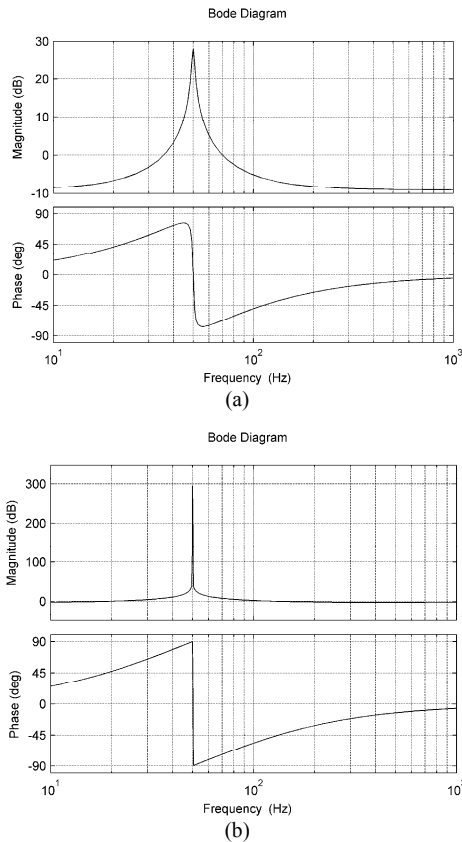 Bode Diagram
30
20
10
0
-10
Magnitude (dB)
90
45
0
-45
-90
Phase (deg)
10^1
10^2
10^3
Frequency (Hz)
(a)
Bode Diagram
300
200
100
0
Magnitude (dB)
90
45
0
-45
-90
Phase (deg)
10^1
10^2
10^3
Frequency (Hz)
(b)